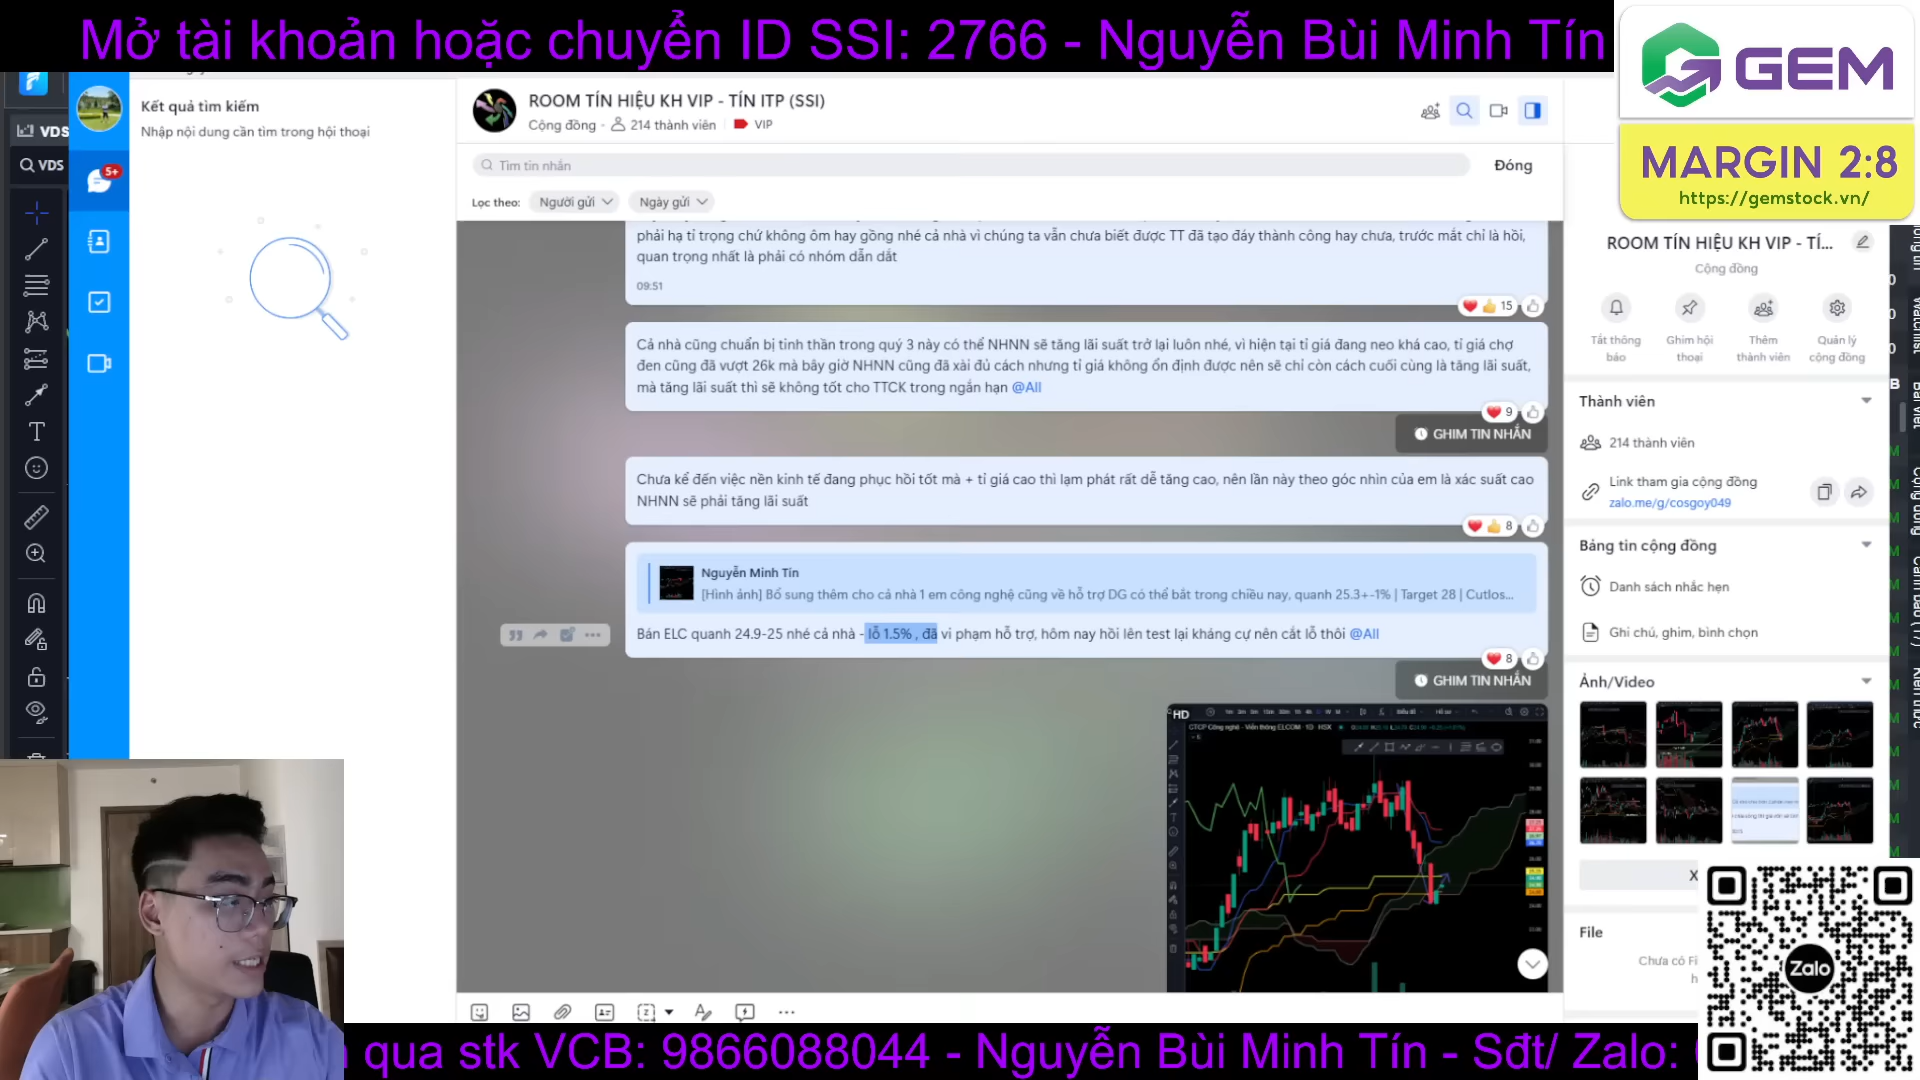 Mở tài khoản hoặc chuyển ID SSI: 2766 - Nguyễn Bùi Minh Tín
GEM
MARGIN 2:8
https://gemstock.vn/
VDS
VDS
5+
Kết quả tìm kiếm
Nhập nội dung cần tìm trong hội thoại
ROOM TÍN HIỆU KH VIP - TÍN ITP (SSI)
Cộng đồng - 214 thành viên VIP
Tìm tin nhắn
Đóng
Lọc theo: Người gửi Ngày gửi
phải hạ tỉ trọng chứ không ôm hay gồng nhé cả nhà vì chúng ta vẫn chưa biết được TT đã tạo đáy thành công hay chưa, trước mắt chỉ là hồi,
quan trọng nhất là phải có nhóm dẫn dắt
09:51
15
Cả nhà cũng chuẩn bị tinh thần trong quý 3 này có thể NHNN sẽ tăng lãi suất trở lại luôn nhé, vì hiện tại tỉ giá đang neo khá cao, tỉ giá chợ
đen cũng đã vượt 26k mà bây giờ NHNN cũng đã xài đủ cách nhưng tỉ giá không ổn định được nên sẽ chỉ còn cách cuối cùng là tăng lãi suất,
mà tăng lãi suất thì sẽ không tốt cho TTCK trong ngắn hạn @All
9
GHIM TIN NHẮN
Chưa kể đến việc nền kinh tế đang phục hồi tốt mà + tỉ giá cao thì lạm phát rất dễ tăng cao, nên lần này theo góc nhìn của em là xác suất cao
NHNN sẽ phải tăng lãi suất
8
Nguyễn Minh Tín
[Hình ảnh] Bổ sung thêm cho cả nhà 1 em công nghệ cũng về hỗ trợ DG có thể bắt trong chiều nay, quanh 25.3+-1% | Target 28 | Cutlos...
Bán ELC quanh 24.9-25 nhé cả nhà - lỗ 1.5% , đã vi phạm hỗ trợ, hôm nay hồi lên test lại kháng cự nên cắt lỗ thôi @All
8
GHIM TIN NHẮN
HD
CTCP Công nghệ - Viễn thông ELCOM · 1D · HSX
ROOM TÍN HIỆU KH VIP - TÍ...
Cộng đồng
Tắt thông
báo
Ghim hội
thoại
Thêm
thành viên
Quản lý
cộng đồng
Thành viên
214 thành viên
Link tham gia cộng đồng
zalo.me/g/cosgoy049
Bảng tin cộng đồng
Danh sách nhắc hẹn
Ghi chú, ghim, bình chọn
Ảnh/Video
X
File
Chưa có Fi
h
Zalo
qua stk VCB: 9866088044 - Nguyễn Bùi Minh Tín - Sđt/ Zalo: